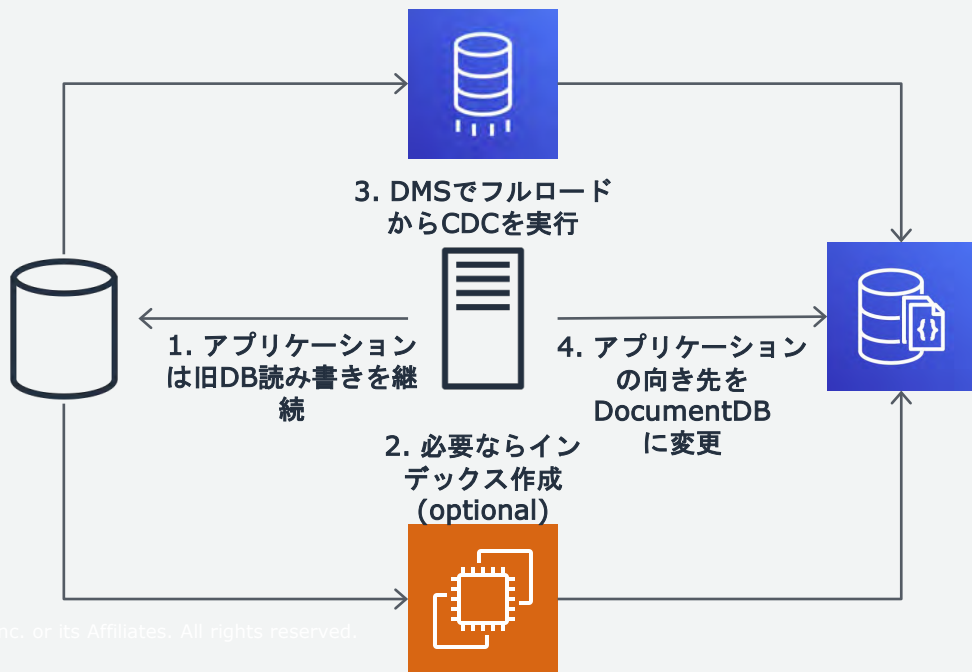 3. DMSでフルロード
からCDCを実行
1. アプリケーション
は旧DB読み書きを継
続
4. アプリケーション
の向き先を
DocumentDB
に変更
2. 必要ならイン
デックス作成
(optional)
nc. or its Affiliates. All rights reserved.